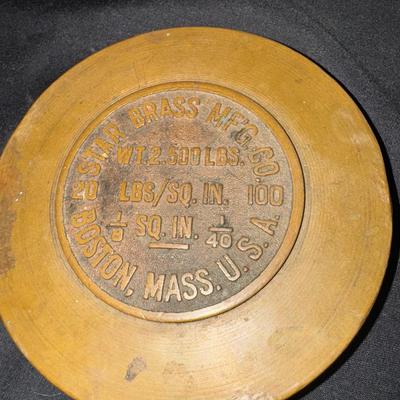 STAR BRASS MFG. CO.
WT. 2.500 LBS.
20 LBS/SQ. IN. 100
1/8 SQ. IN. 1/40
BOSTON, MASS. U.S.A.